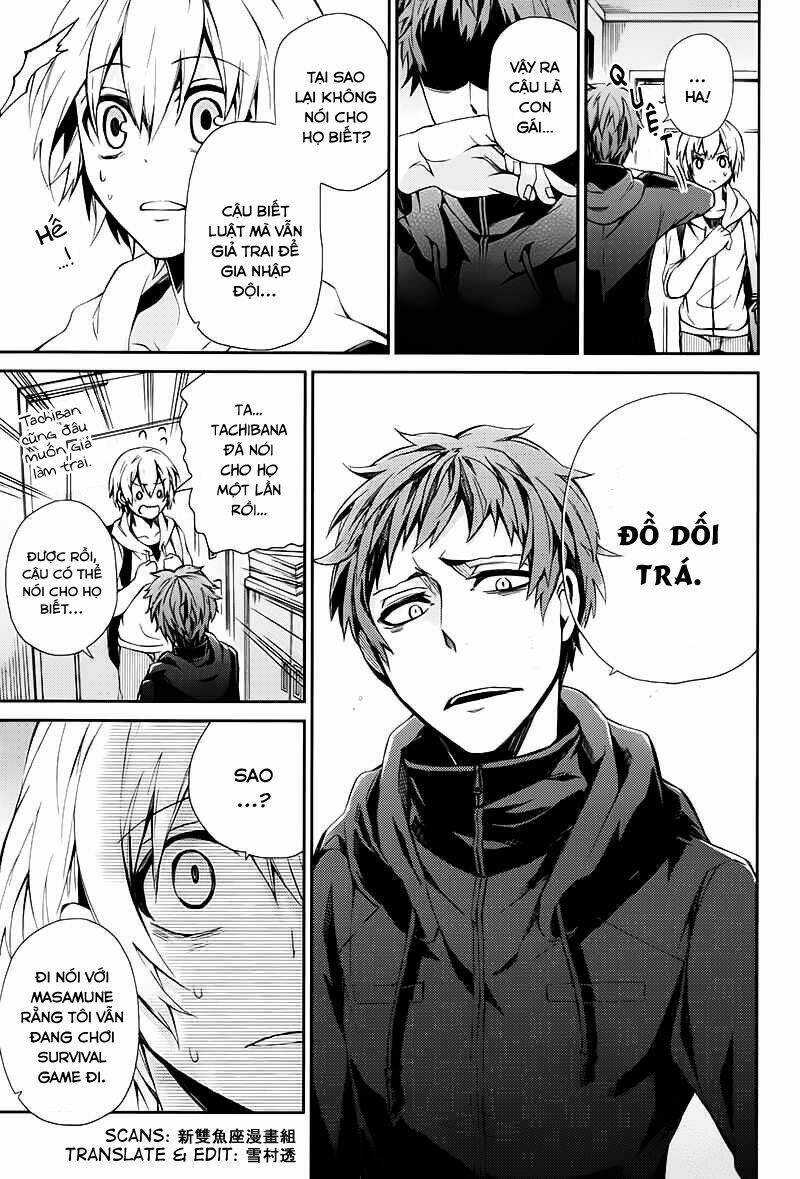 ...
HA!
QUỆT
VẬY RA
CẬU LÀ
CON
GÁI...
TẠI SAO
LẠI KHÔNG
NÓI CHO
HỌ BIẾT?
CẬU BIẾT
LUẬT MÀ VẪN
GIẢ TRAI ĐỂ
GIA NHẬP
ĐỘI...
HẾ
...!
ĐỒ DỐI
TRÁ.
TA...
TACHIBANA
ĐÃ NÓI
CHO HỌ
MỘT LẦN
RỒI...
Tachibana
cũng đâu
muốn giả
làm trai.
ĐƯỢC RỒI,
CẬU CÓ THỂ
NÓI CHO HỌ
BIẾT...
SAO
...?
ĐI NÓI VỚI
MASAMUNE
RẰNG TÔI VẪN
ĐANG CHƠI
SURVIVAL
GAME ĐI.
SCANS: 新雙魚座漫畫組
TRANSLATE & EDIT: 雪村透